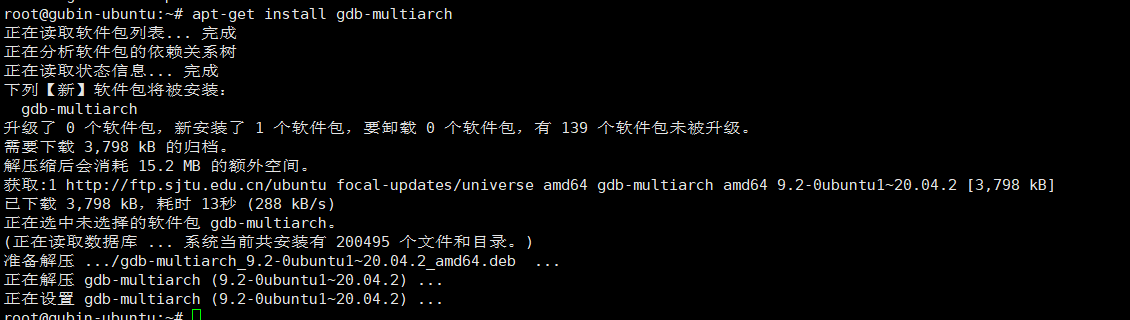 root@gubin-ubuntu:~# apt-get install gdb-multiarch
正在读取软件包列表... 完成
正在分析软件包的依赖关系树
正在读取状态信息... 完成
下列【新】软件包将被安装：
  gdb-multiarch
升级了 0 个软件包，新安装了 1 个软件包，要卸载 0 个软件包，有 139 个软件包未被升级。
需要下载 3,798 kB 的归档。
解压缩后会消耗 15.2 MB 的额外空间。
获取:1 http://ftp.sjtu.edu.cn/ubuntu focal-updates/universe amd64 gdb-multiarch amd64 9.2-0ubuntu1~20.04.2 [3,798 kB]
已下载 3,798 kB，耗时 13秒 (288 kB/s)
正在选中未选择的软件包 gdb-multiarch。
(正在读取数据库 ... 系统当前共安装有 200495 个文件和目录。)
准备解压 .../gdb-multiarch_9.2-0ubuntu1~20.04.2_amd64.deb  ...
正在解压 gdb-multiarch (9.2-0ubuntu1~20.04.2) ...
正在设置 gdb-multiarch (9.2-0ubuntu1~20.04.2) ...
root@gubin-ubuntu:~#